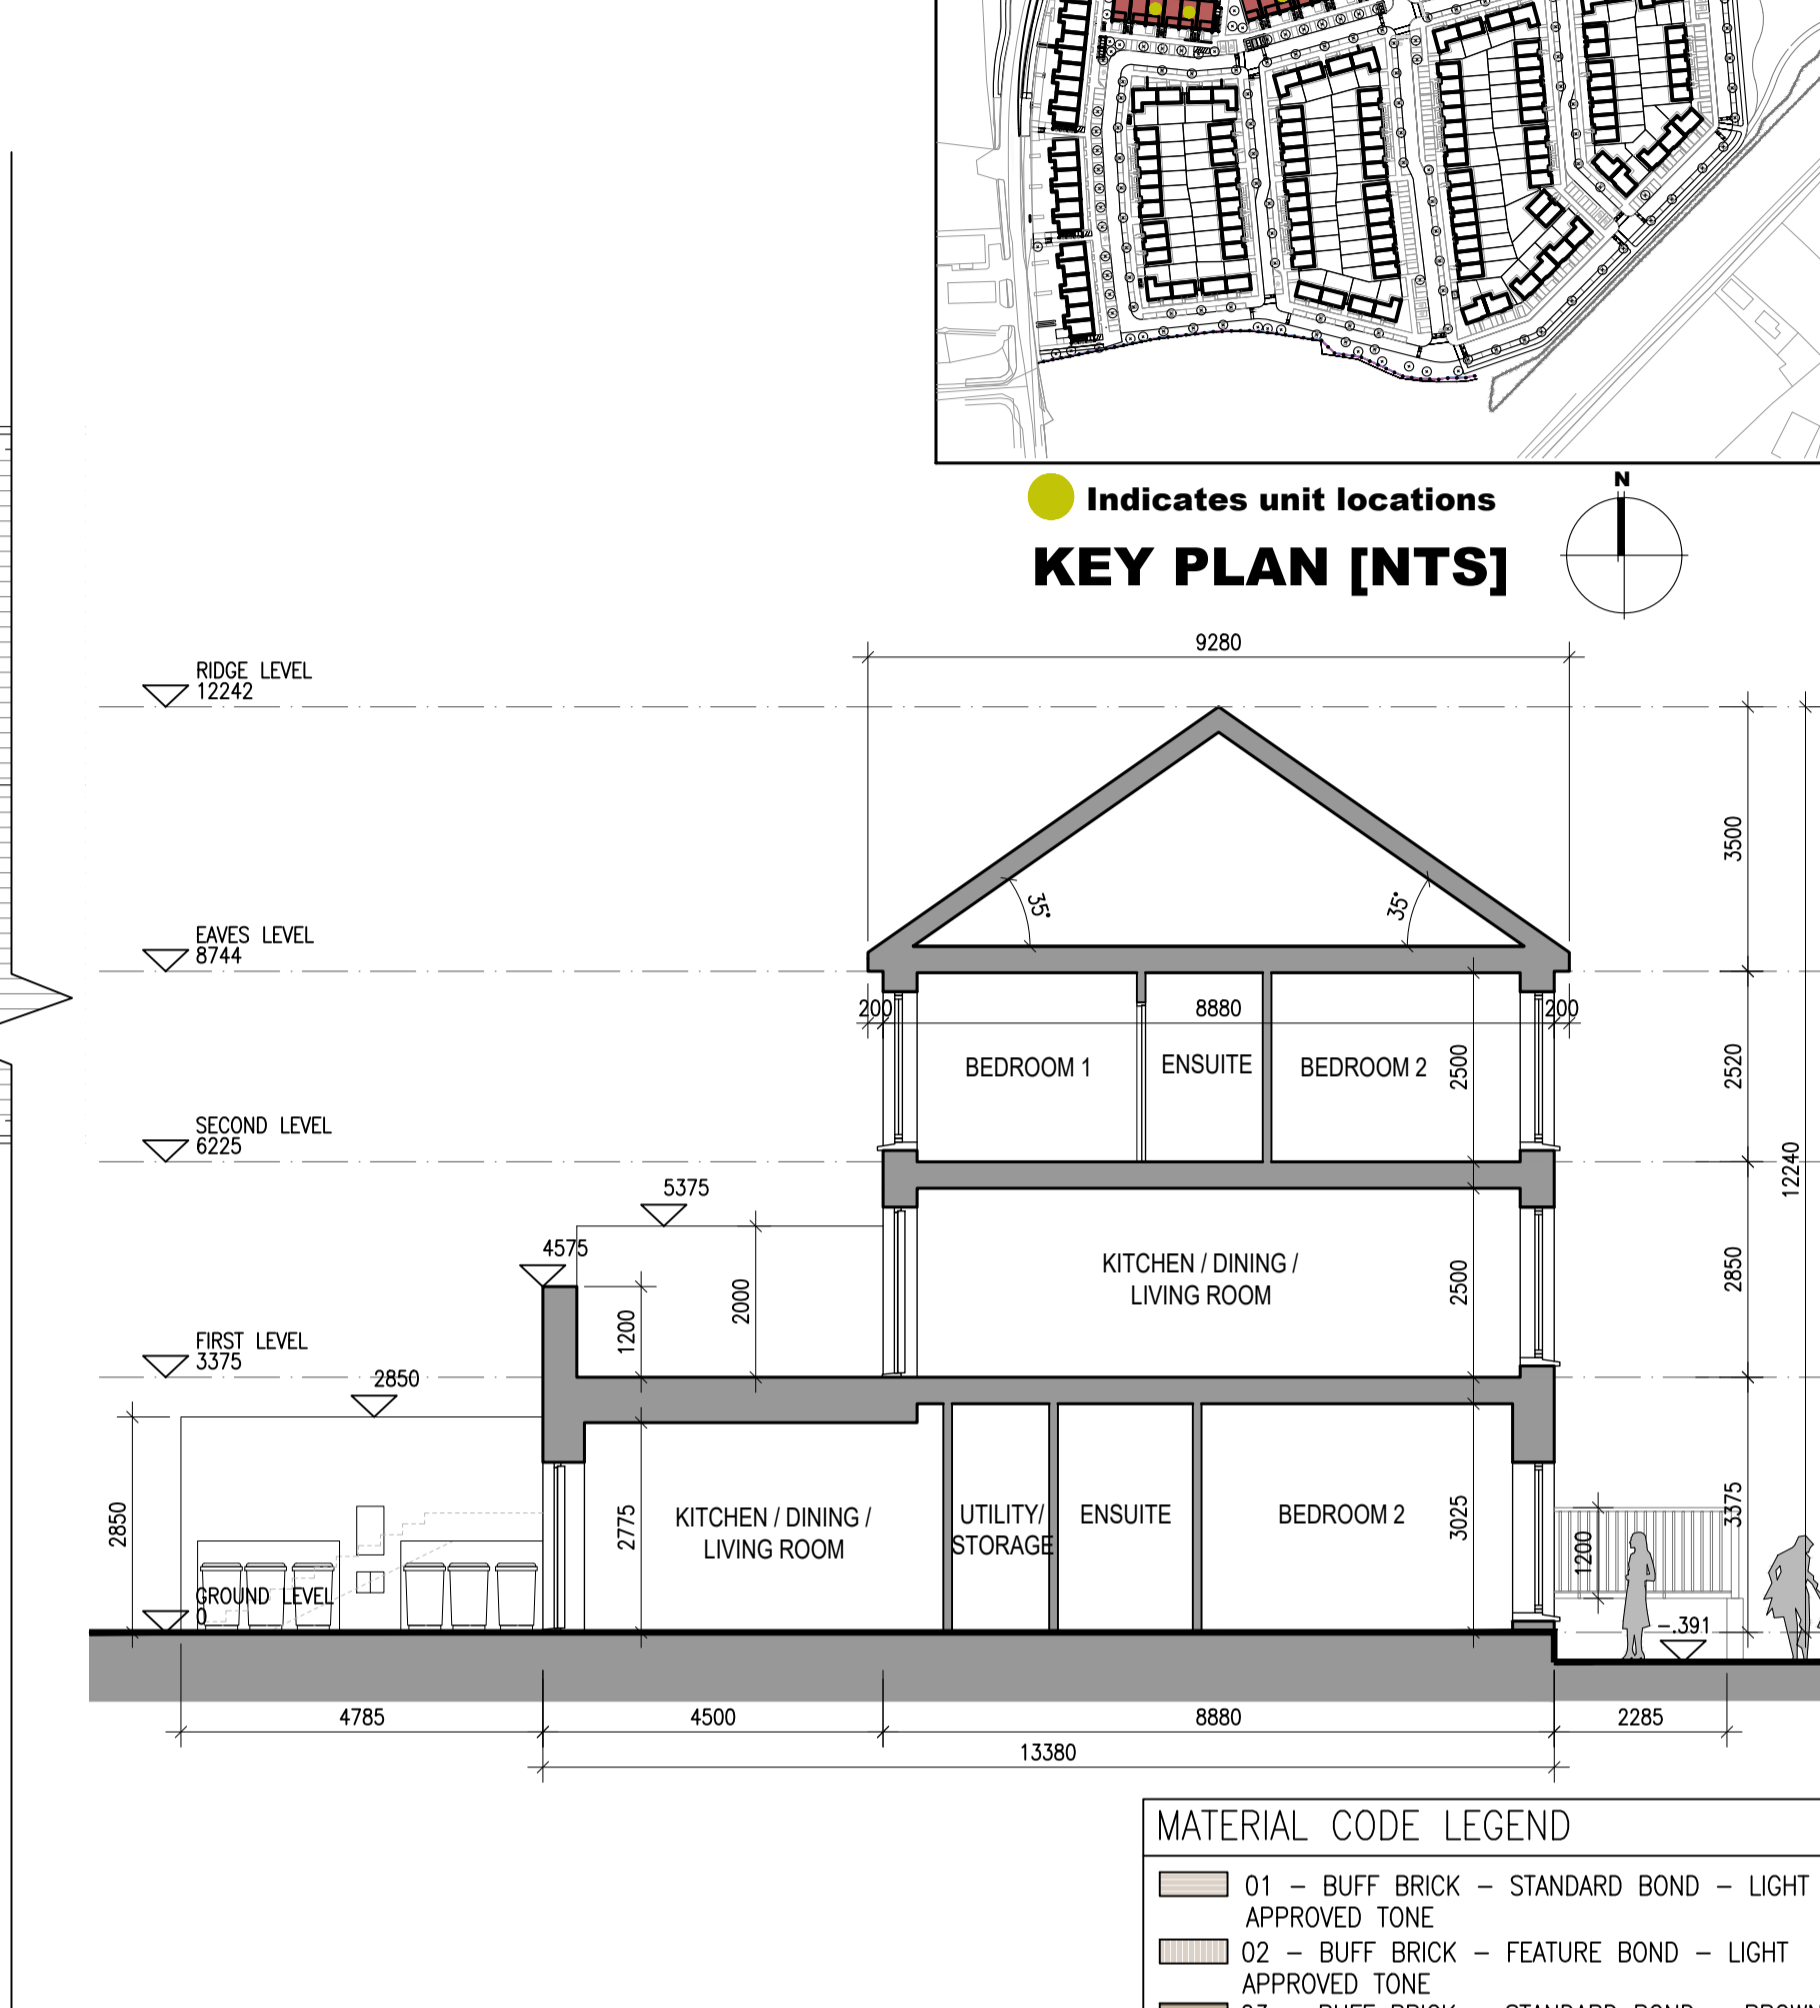 N
Indicates unit locations
KEY PLAN [NTS]
9280
RIDGE LEVEL
12242
3500
35°
35°
EAVES LEVEL
8744
200
8880
200
BEDROOM 1
ENSUITE
BEDROOM 2
2500
2520
SECOND LEVEL
6225
12240
5375
4575
KITCHEN / DINING /
LIVING ROOM
2500
2850
1200
2000
FIRST LEVEL
3375
2850
2850
2775
KITCHEN / DINING /
LIVING ROOM
UTILITY/
STORAGE
ENSUITE
BEDROOM 2
3025
3375
1200
GROUND LEVEL
0
-.391
4785
4500
8880
2285
13380
MATERIAL CODE LEGEND
01 - BUFF BRICK - STANDARD BOND - LIGHT
APPROVED TONE
02 - BUFF BRICK - FEATURE BOND - LIGHT
APPROVED TONE